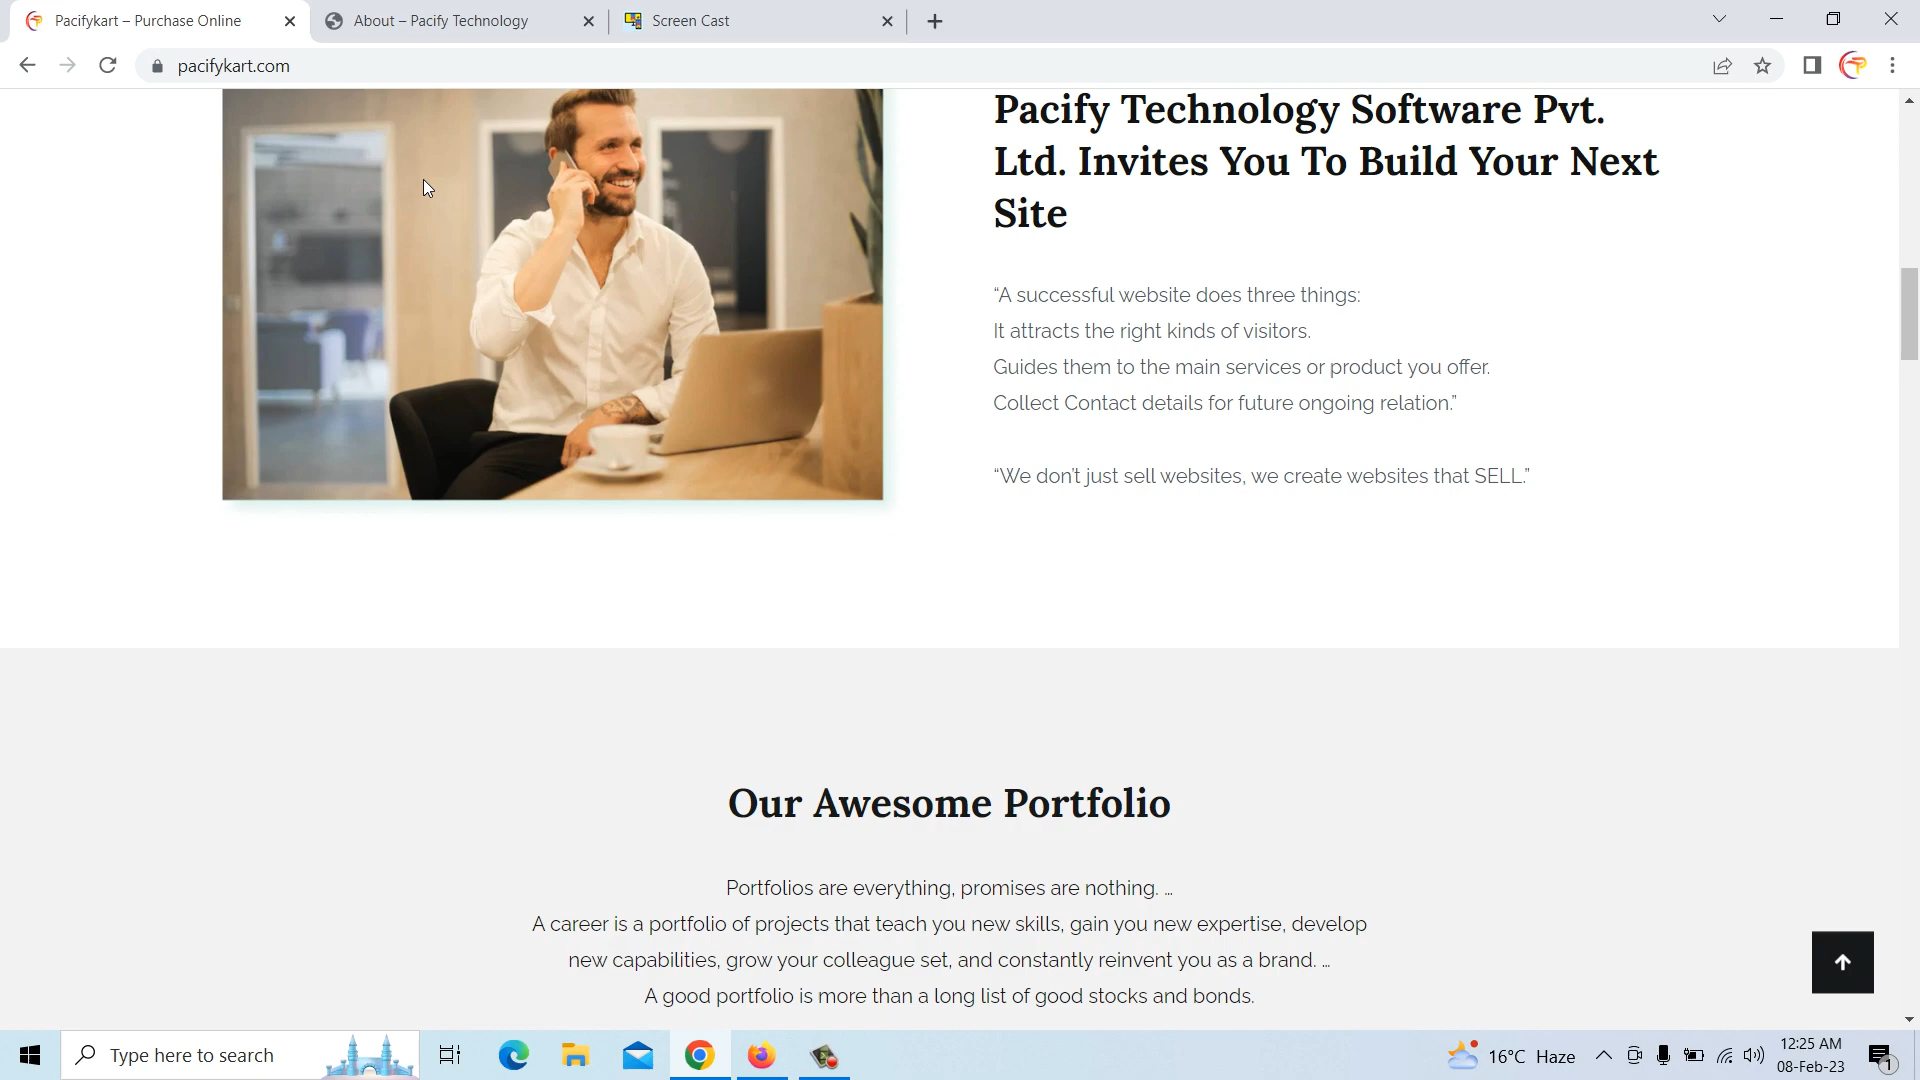 Pacifykart – Purchase Online
About – Pacify Technology
Screen Cast
pacifykart.com
Pacify Technology Software Pvt.
Ltd. Invites You To Build Your Next
Site
“A successful website does three things:
It attracts the right kinds of visitors.
Guides them to the main services or product you offer.
Collect Contact details for future ongoing relation.”
“We don’t just sell websites, we create websites that SELL.”
Our Awesome Portfolio
Portfolios are everything, promises are nothing. …
A career is a portfolio of projects that teach you new skills, gain you new expertise, develop
new capabilities, grow your colleague set, and constantly reinvent you as a brand. …
A good portfolio is more than a long list of good stocks and bonds.
Type here to search
16°C Haze
12:25 AM
08-Feb-23
1